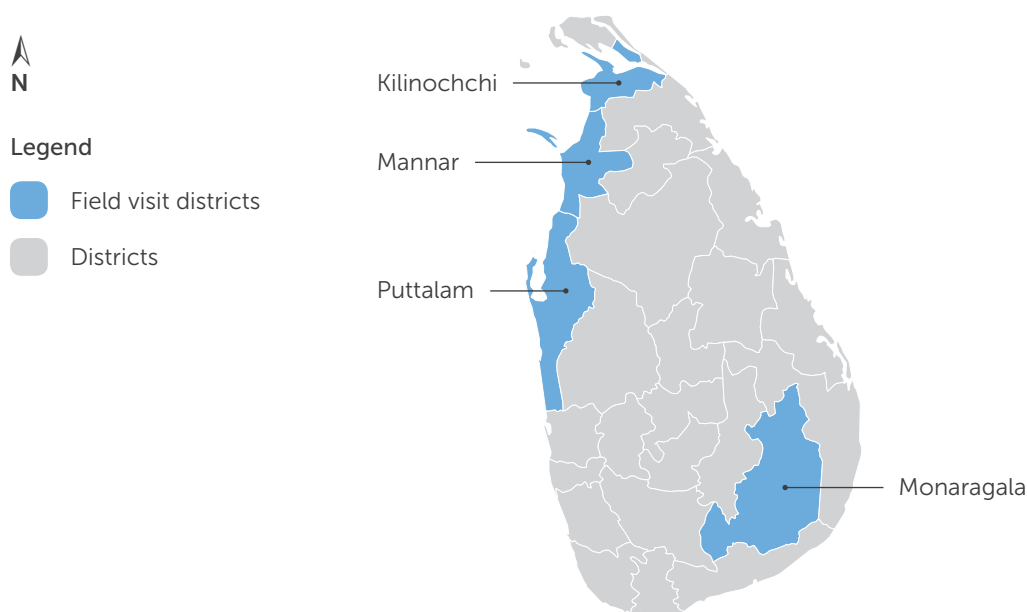 N
Legend
Field visit districts
Districts
Kilinochchi
Mannar
Puttalam
Monaragala